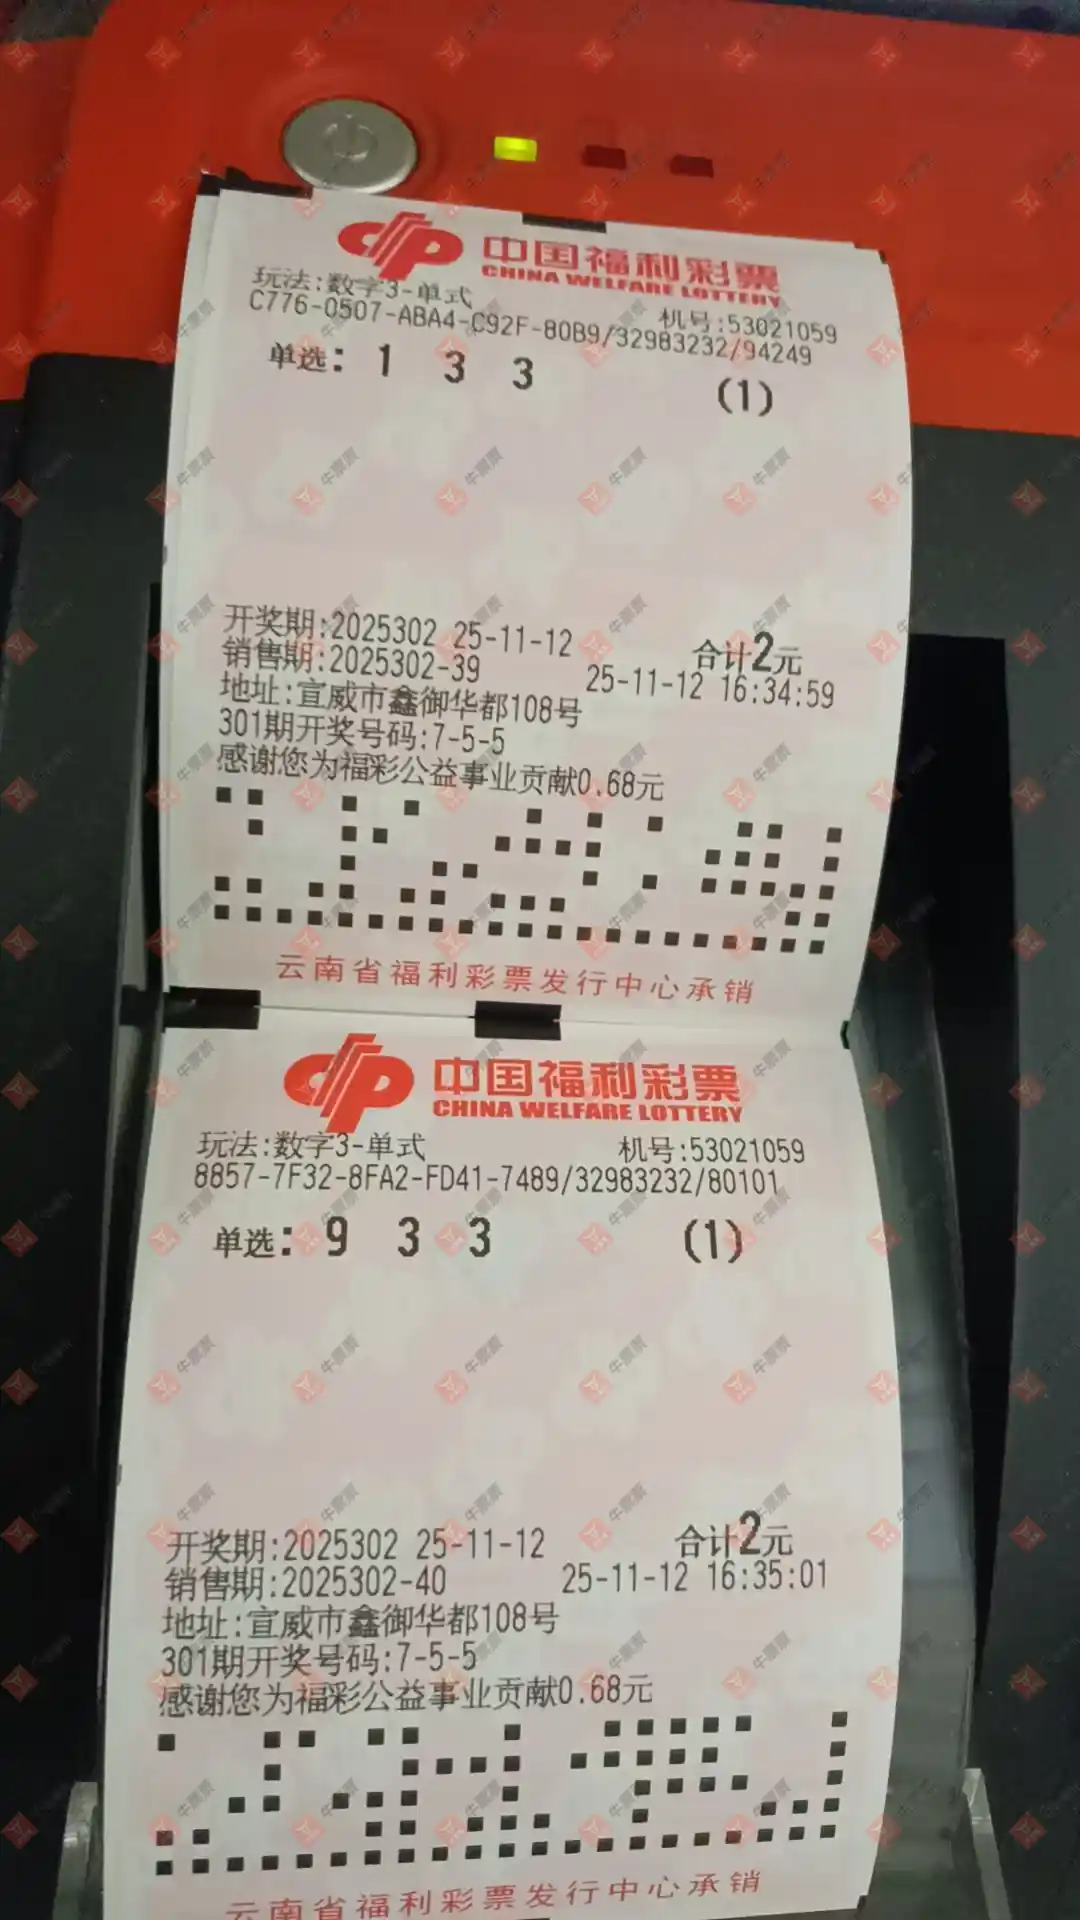 中国福利彩票
CHINA WELFARE LOTTERY
玩法:数字3-单式 机号:53021059
C776-0507-ABA4-C92F-80B9/32983232/94249
单选: 1 3 3 (1)
开奖期:2025302 25-11-12 合计2元
销售期:2025302-39 25-11-12 16:34:59
地址:宣威市鑫御华都108号
301期开奖号码:7-5-5
感谢您为福彩公益事业贡献0.68元
云南省福利彩票发行中心承销
中国福利彩票
CHINA WELFARE LOTTERY
玩法:数字3-单式 机号:53021059
8857-7F32-8FA2-FD41-7489/32983232/80101
单选: 9 3 3 (1)
开奖期:2025302 25-11-12 合计2元
销售期:2025302-40 25-11-12 16:35:01
地址:宣威市鑫御华都108号
301期开奖号码:7-5-5
感谢您为福彩公益事业贡献0.68元
云南省福利彩票发行中心承销
牛票票